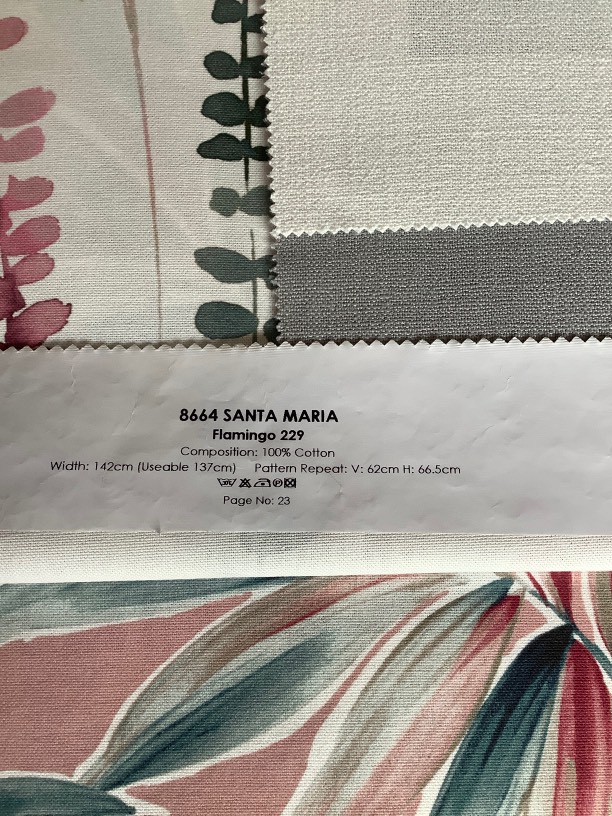 8664 SANTA MARIA
Flamingo 229
Composition: 100% Cotton
Width: 142cm (Useable 137cm) Pattern Repeat: V: 62cm H: 66.5cm
Page No: 23